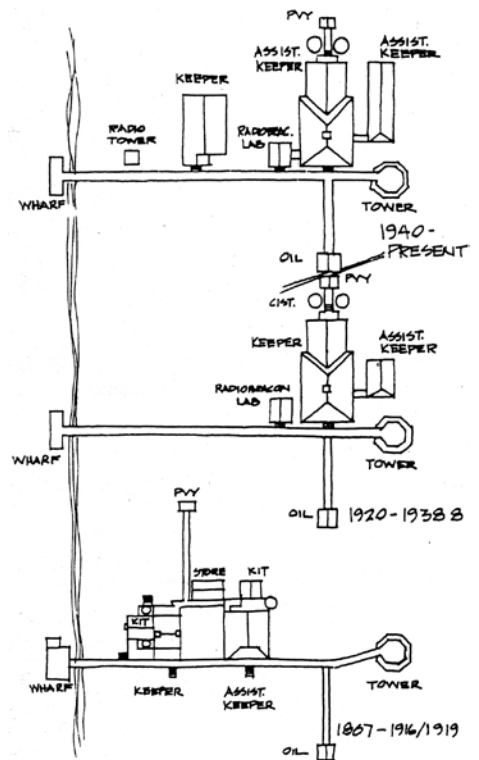 PVY
ASSIST.
KEEPER
ASSIST.
KEEPER
KEEPER
RADIO
TOWER
RADIOBAC.
LAB
WHARF
TOWER
1940-
PRESENT
OIL
PVY
CIST.
KEEPER
ASSIST.
KEEPER
RADIOBEACON
LAB
WHARF
TOWER
OIL
1920-19388
PVY
STORE
KIT
KIT
WHARF
KEEPER
ASSIST.
KEEPER
TOWER
1867-1916/1919
OIL